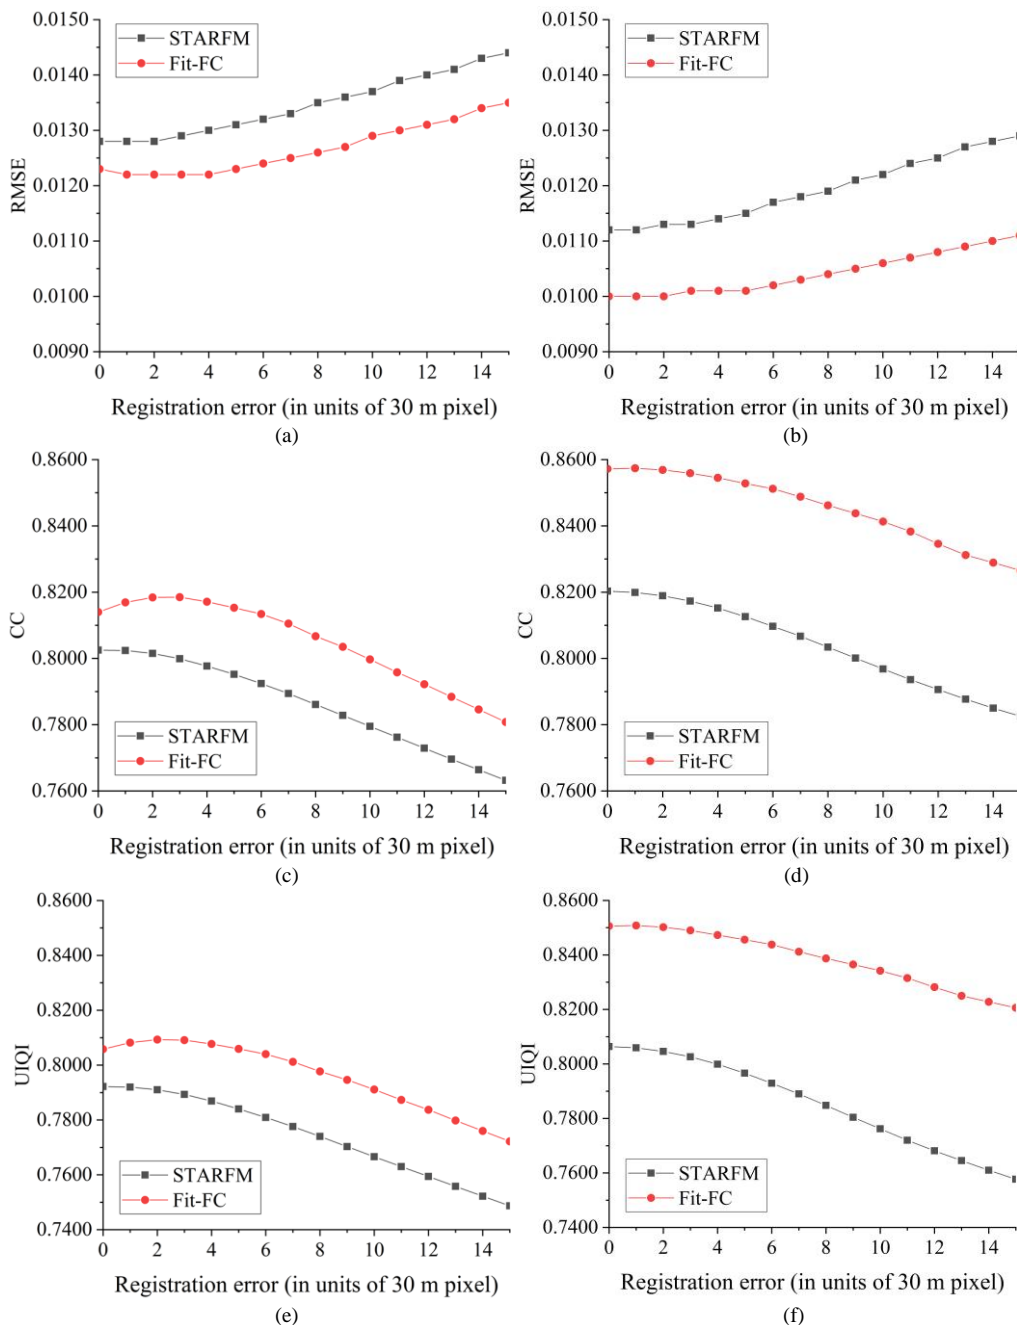 0.0150
0.0140
0.0130
0.0120
0.0110
0.0100
0.0090
RMSE
STARFM
Fit-FC
0 2 4 6 8 10 12 14
Registration error (in units of 30 m pixel)
(a)
0.0150
0.0140
0.0130
0.0120
0.0110
0.0100
0.0090
RMSE
STARFM
Fit-FC
0 2 4 6 8 10 12 14
Registration error (in units of 30 m pixel)
(b)
0.8600
0.8400
0.8200
0.8000
0.7800
0.7600
CC
STARFM
Fit-FC
0 2 4 6 8 10 12 14
Registration error (in units of 30 m pixel)
(c)
0.8600
0.8400
0.8200
0.8000
0.7800
0.7600
CC
STARFM
Fit-FC
0 2 4 6 8 10 12 14
Registration error (in units of 30 m pixel)
(d)
0.8600
0.8400
0.8200
0.8000
0.7800
0.7600
0.7400
UIQI
STARFM
Fit-FC
0 2 4 6 8 10 12 14
Registration error (in units of 30 m pixel)
(e)
0.8600
0.8400
0.8200
0.8000
0.7800
0.7600
0.7400
UIQI
STARFM
Fit-FC
0 2 4 6 8 10 12 14
Registration error (in units of 30 m pixel)
(f)